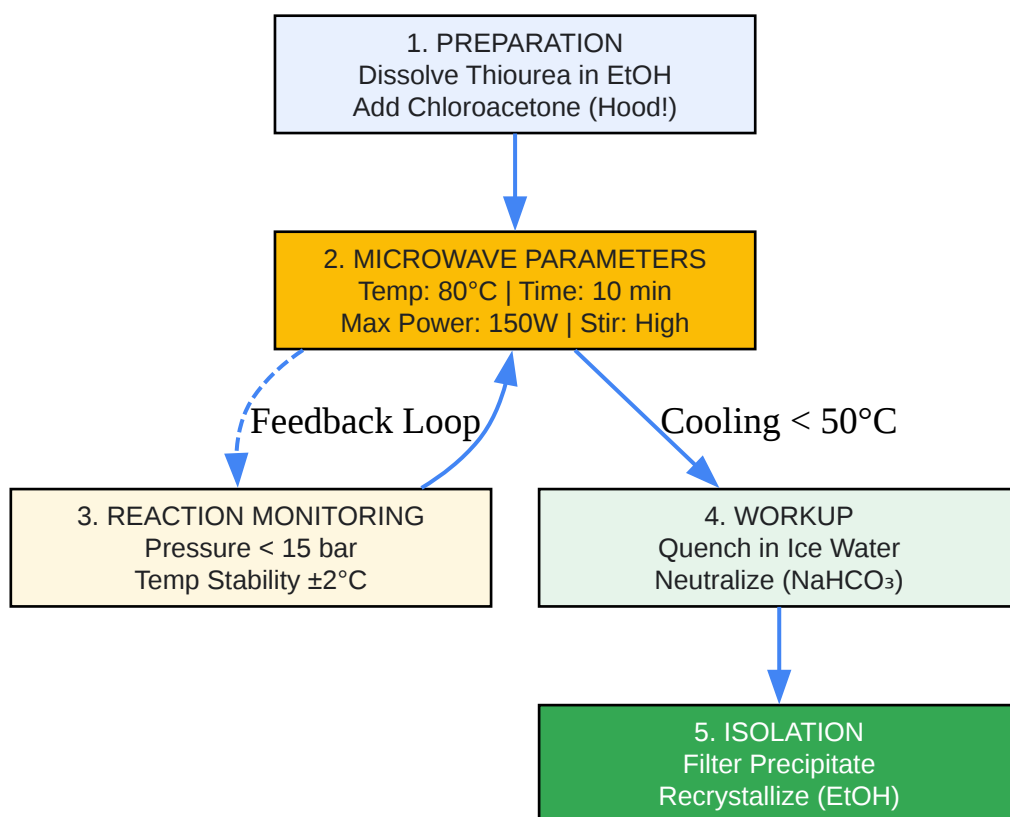 1. PREPARATION
Dissolve Thiourea in EtOH
Add Chloroacetone (Hood!)
2. MICROWAVE PARAMETERS
Temp: 80°C | Time: 10 min
Max Power: 150W | Stir: High
Feedback Loop
Cooling < 50°C
3. REACTION MONITORING
Pressure < 15 bar
Temp Stability ±2°C
4. WORKUP
Quench in Ice Water
Neutralize (NaHCO₃)
5. ISOLATION
Filter Precipitate
Recrystallize (EtOH)